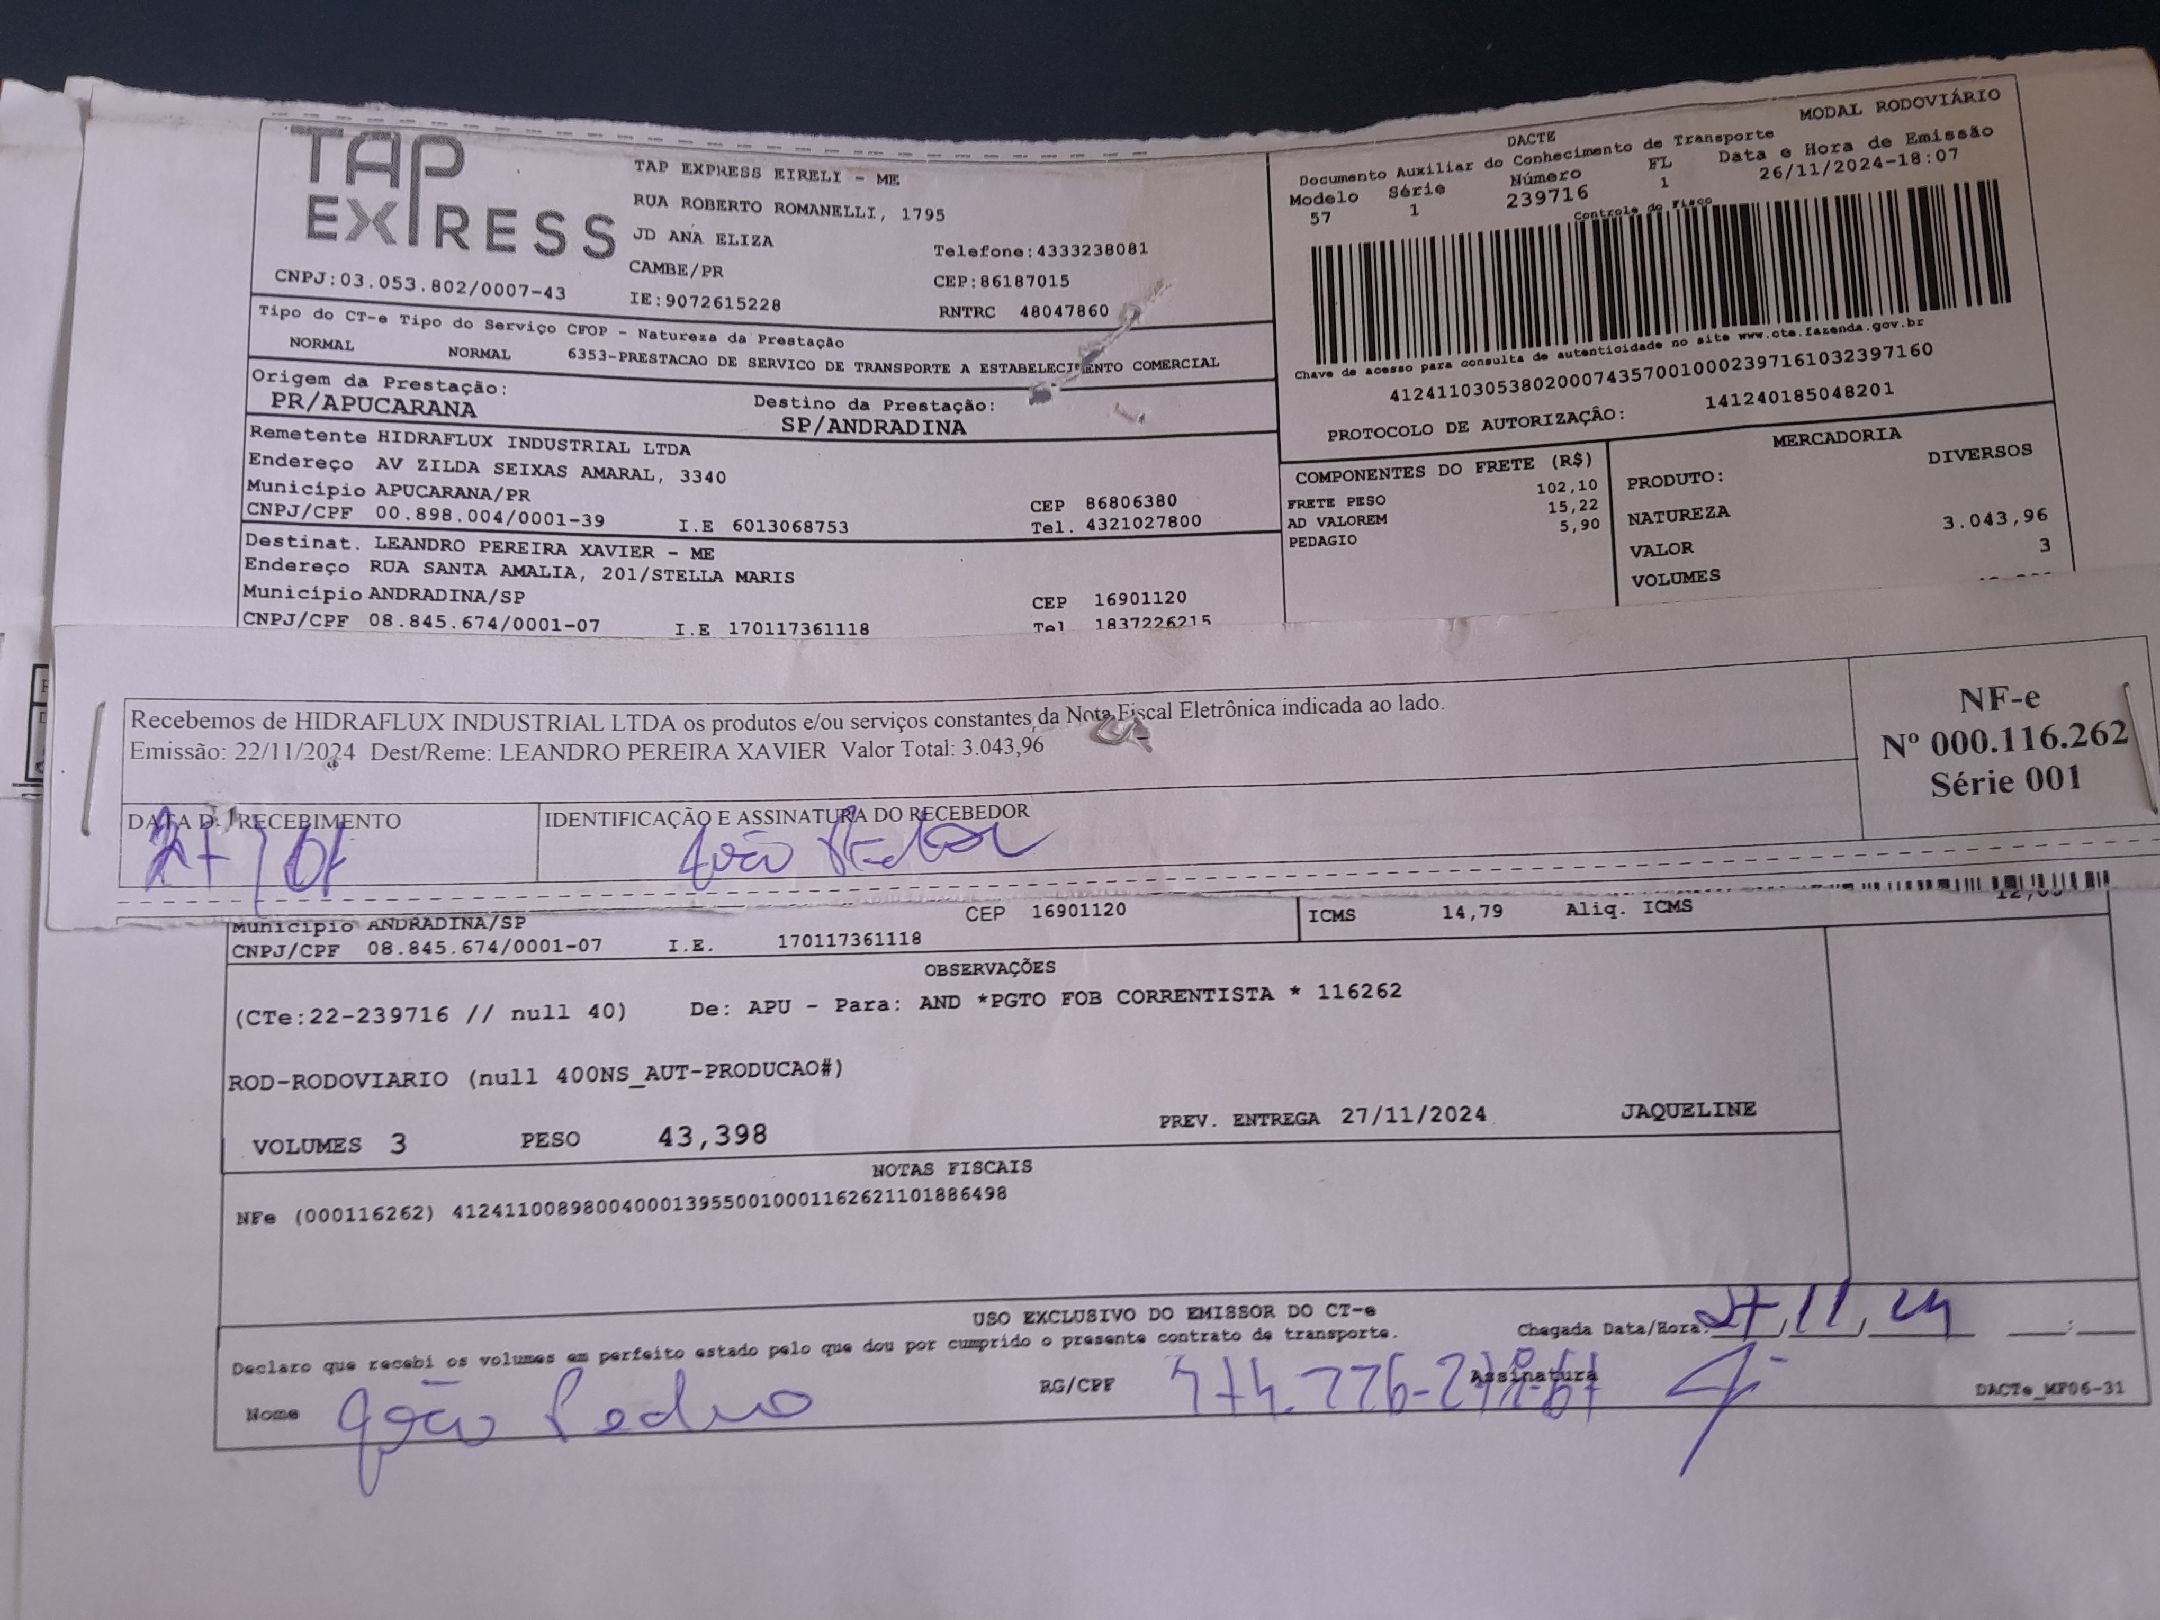 TAP EXPRESS
TAP EXPRESS EIRELI - ME
RUA ROBERTO ROMANELLI, 1795
JD ANA ELIZA
CAMBE/PR
IE:9072615228
Telefone:4333238081
CEP:86187015
RNTRC 48047860
CNPJ:03.053.802/0007-43
MODAL RODOVIÁRIO
DACTE
Documento Auxiliar do Conhecimento de Transporte
Modelo Série Número FL Data e Hora de Emissão
57 1 239716 1 26/11/2024-18:07
Controle do Fisco
Chave de acesso para consulta de autenticidade no site www.cte.fazenda.gov.br
41241103053802000743570010002397161032397160
PROTOCOLO DE AUTORIZAÇÃO: 141240185048201
Tipo do CT-e Tipo do Serviço CFOP - Natureza da Prestação
NORMAL NORMAL 6353-PRESTACAO DE SERVICO DE TRANSPORTE A ESTABELECIMENTO COMERCIAL
Origem da Prestação: Destino da Prestação:
PR/APUCARANA SP/ANDRADINA
Remetente HIDRAFLUX INDUSTRIAL LTDA
Endereço AV ZILDA SEIXAS AMARAL, 3340
Município APUCARANA/PR CEP 86806380
CNPJ/CPF 00.898.004/0001-39 I.E 6013068753 Tel. 4321027800
Destinat. LEANDRO PEREIRA XAVIER - ME
Endereço RUA SANTA AMALIA, 201/STELLA MARIS
Município ANDRADINA/SP CEP 16901120
CNPJ/CPF 08.845.674/0001-07 I.E 170117361118 Tel 1837226215
COMPONENTES DO FRETE (R$)
FRETE PESO 102,10
AD VALOREM 15,22
PEDAGIO 5,90
MERCADORIA
PRODUTO: DIVERSOS
NATUREZA
VALOR 3.043,96
VOLUMES 3
Recebemos de HIDRAFLUX INDUSTRIAL LTDA os produtos e/ou serviços constantes da Nota Fiscal Eletrônica indicada ao lado.
Emissão: 22/11/2024 Dest/Reme: LEANDRO PEREIRA XAVIER Valor Total: 3.043,96
NF-e
Nº 000.116.262
Série 001
DATA D RECEBIMENTO
IDENTIFICAÇÃO E ASSINATURA DO RECEBEDOR
João
Município ANDRADINA/SP CEP 16901120
CNPJ/CPF 08.845.674/0001-07 I.E. 170117361118
ICMS 14,79 Aliq. ICMS
OBSERVAÇÕES
(CTe:22-239716 // null 40) De: APU - Para: AND *PGTO FOB CORRENTISTA * 116262
ROD-RODOVIARIO (null 400NS_AUT-PRODUCAO#)
VOLUMES 3 PESO 43,398 PREV. ENTREGA 27/11/2024 JAQUELINE
NOTAS FISCAIS
NFe (000116262) 41241100898004000139550010001162621101886498
USO EXCLUSIVO DO EMISSOR DO CT-e
Declaro que recebi os volumes em perfeito estado pelo que dou por cumprido o presente contrato de transporte.
Chegada Data/Hora: 27/11/24 :
Nome João Pedro RG/CPF Assinatura
DACTe_MF06-31